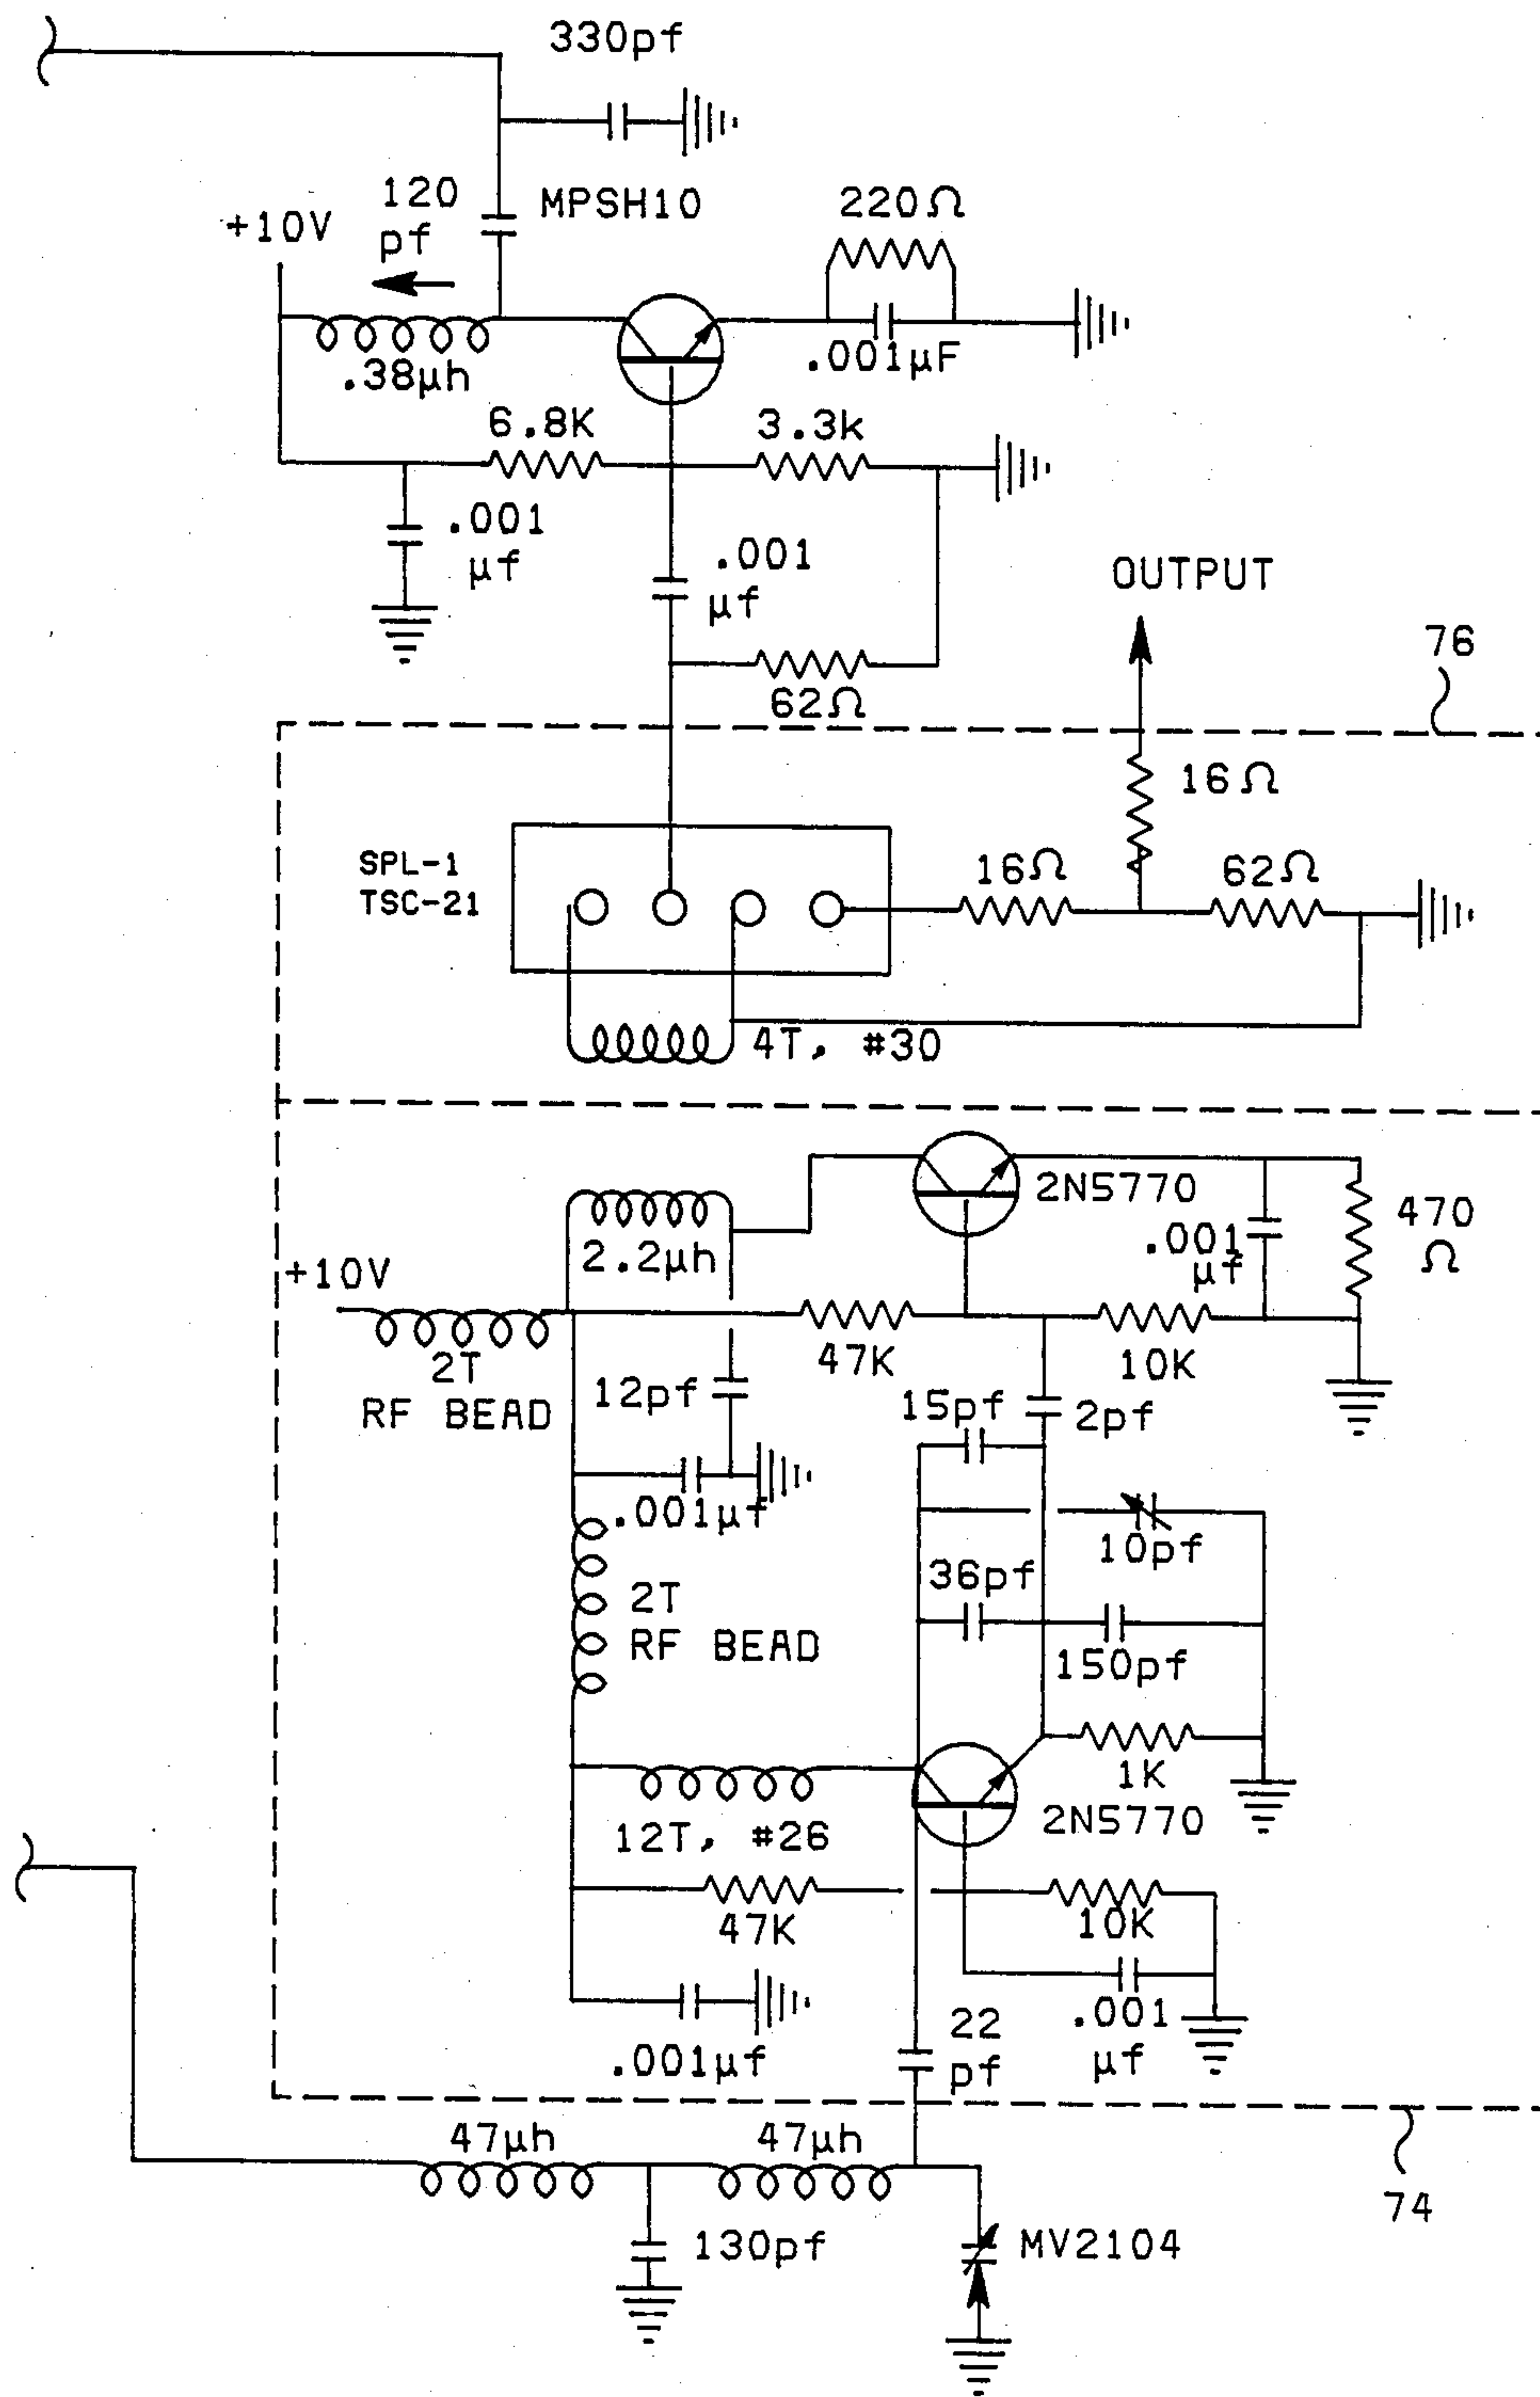 330pf
120
pf
MPSH10
220Ω
+10V
.38µh
.001µF
6.8K
3.3k
.001
µf
.001
µf
OUTPUT
62Ω
76
16Ω
SPL-1
TSC-21
16Ω
62Ω
4T, #30
2N5770
2.2µh
.001
µf
470
Ω
+10V
2T
RF BEAD
47K
10K
12pf
15pf
2pf
.001µf
10pf
36pf
2T
RF BEAD
150pf
1K
12T, #26
2N5770
47K
10K
.001µf
22
pf
.001
µf
47µh
47µh
74
130pf
MV2104